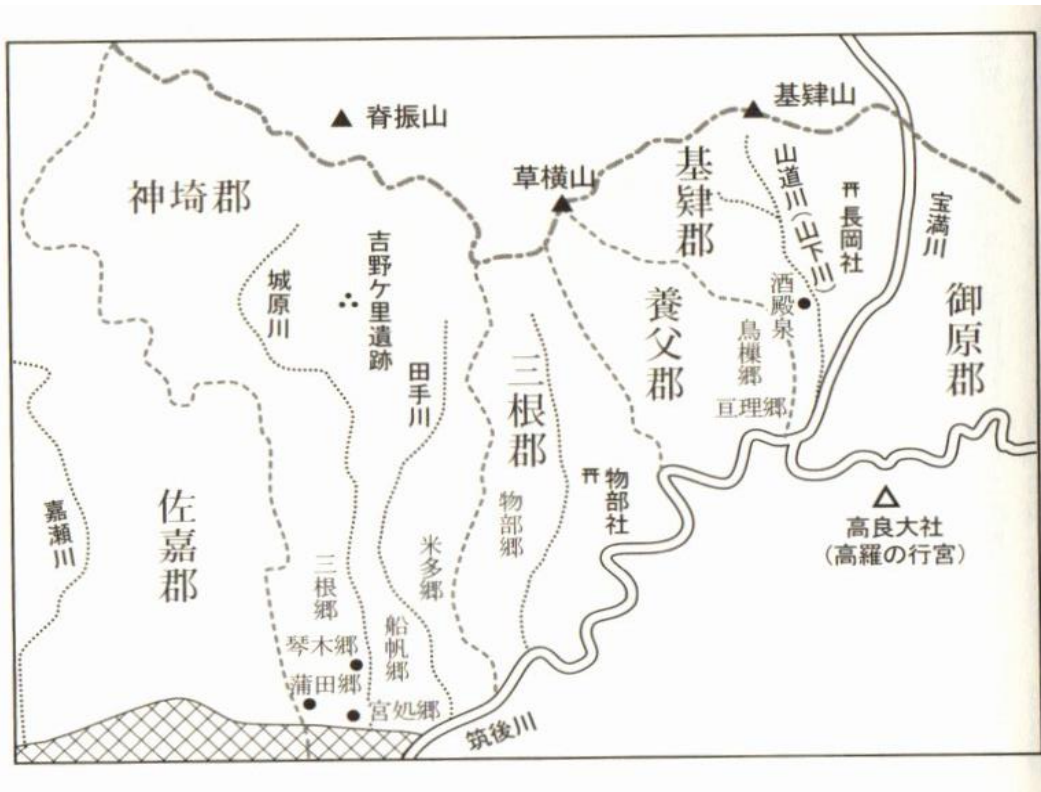 脊振山
基肄山
草横山
神埼郡
基肄郡
山道川(山下川)
长岡社
宝満川
吉野ケ里遺跡
城原川
酒殿泉
御原郡
養父郡
鳥樔郷
田手川
三根郡
亘理郷
佐嘉郡
嘉瀬川
物部社
物部郷
高良大社
(高羅の行宮)
米多郷
三根郷
船帆郷
琴木郷
蒲田郷
宮処郷
筑後川